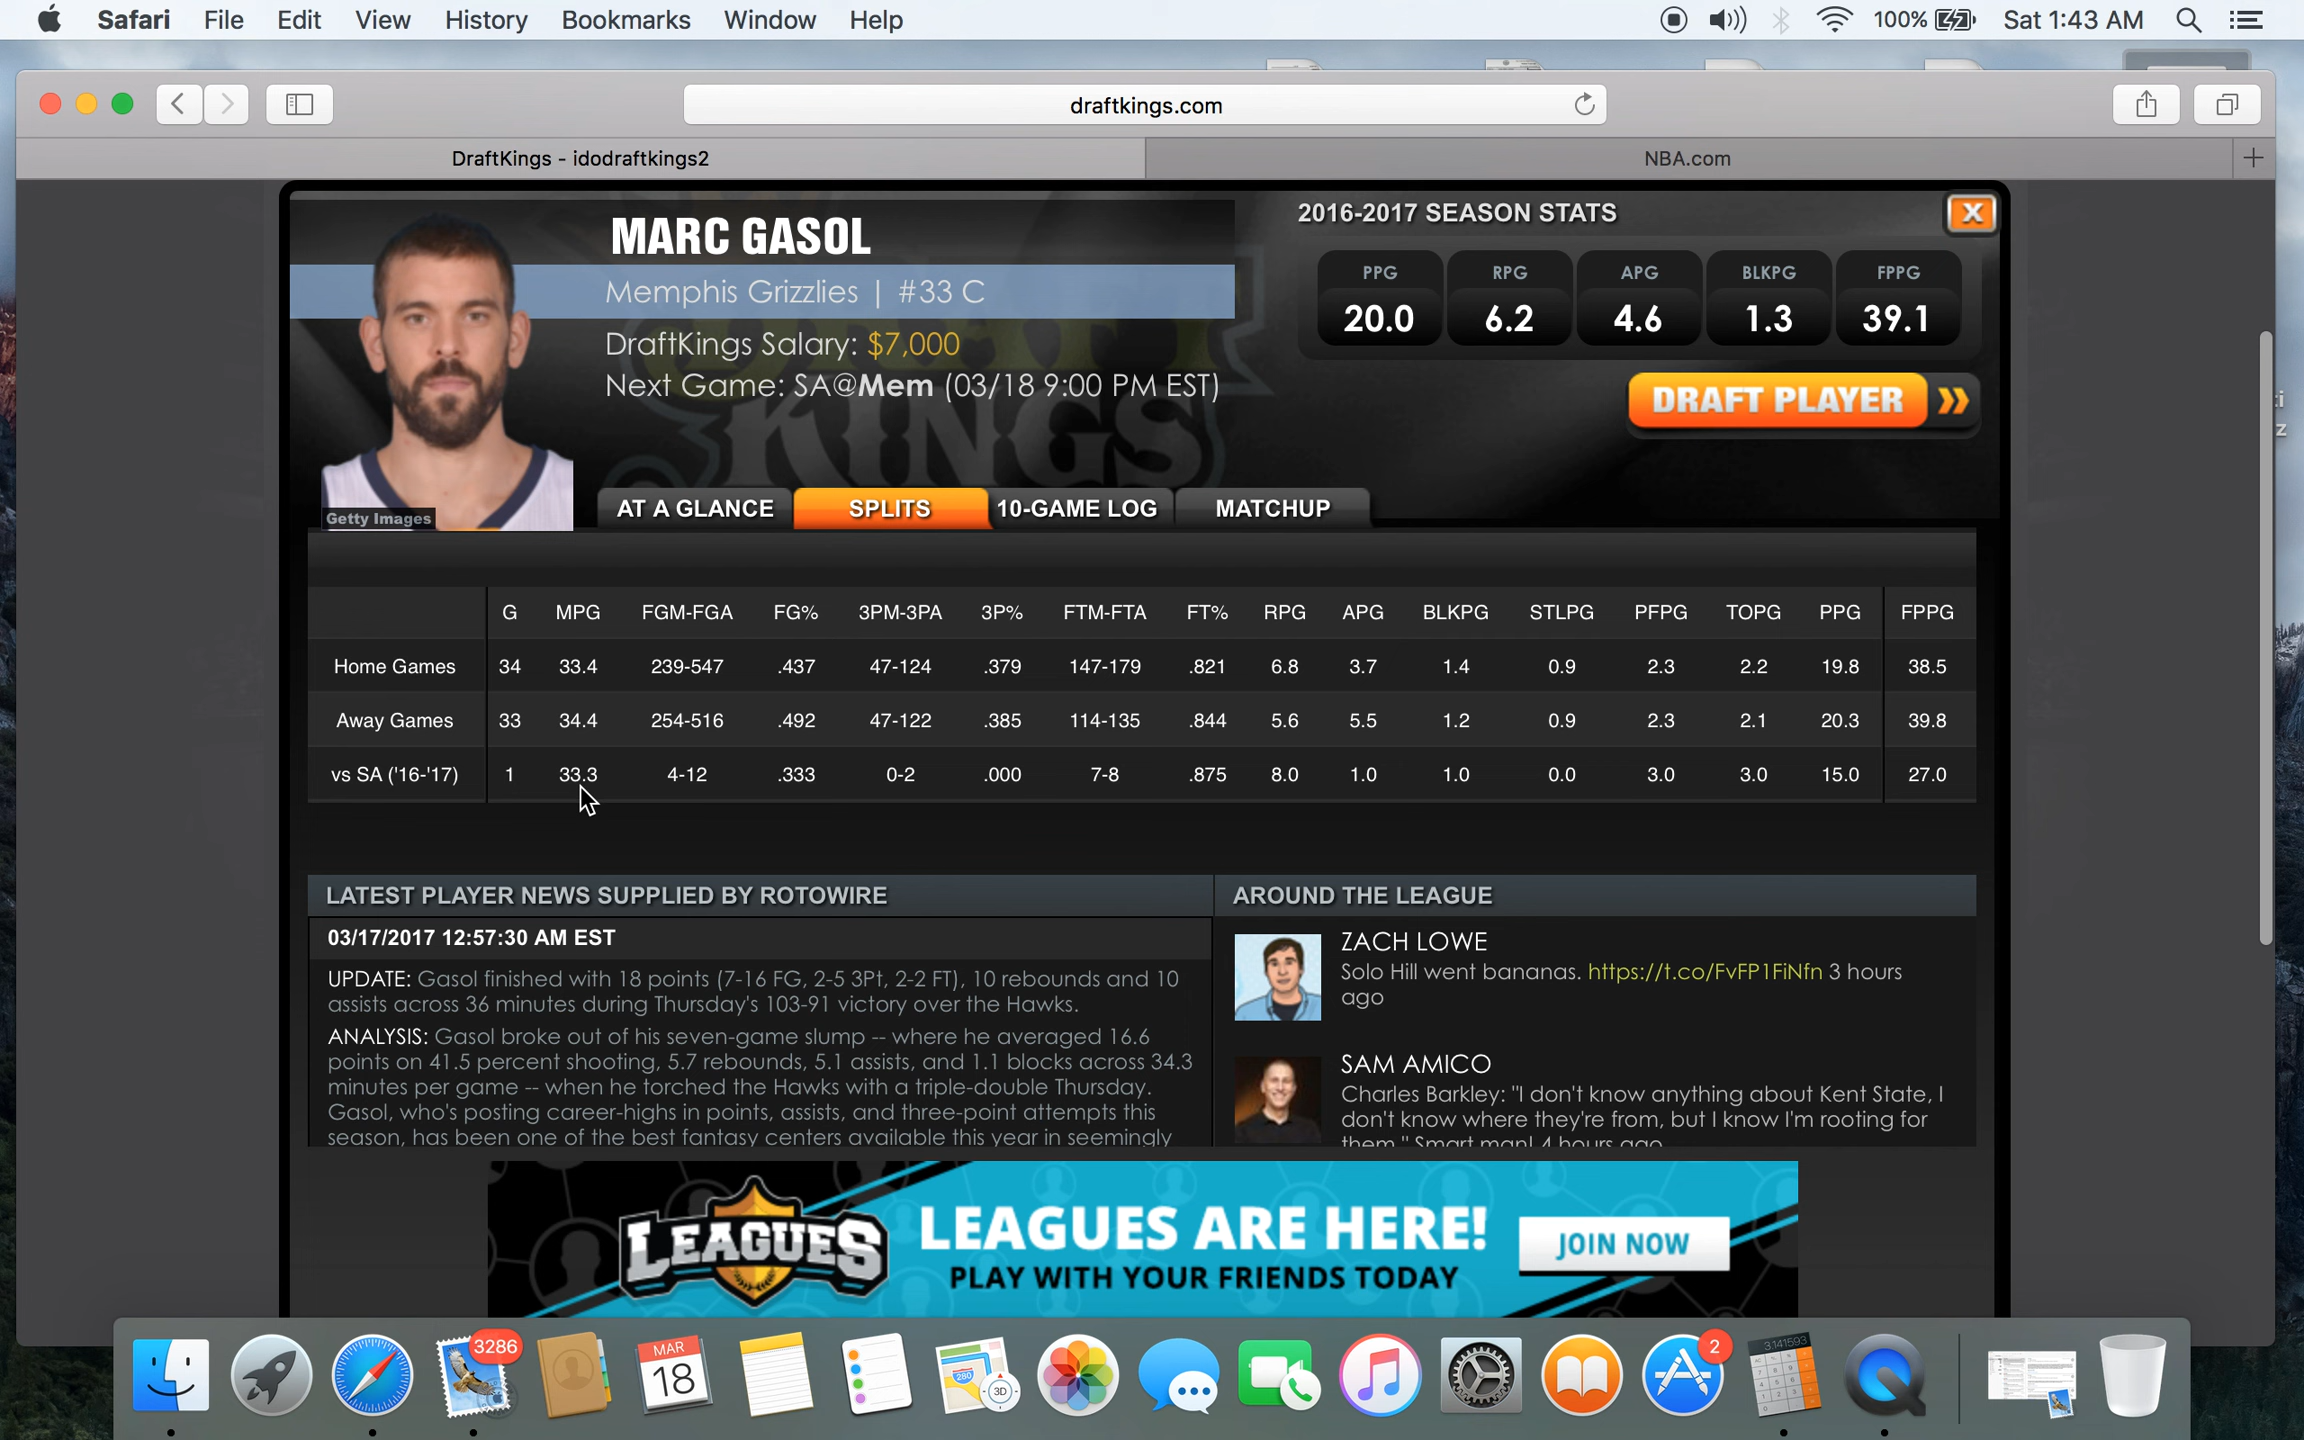 Safari File Edit View History Bookmarks Window Help 100% Sat 1:43 AM
draftkings.com
DraftKings - idodraftkings2 NBA.com
MARC GASOL
Memphis Grizzlies | #33 C
DraftKings Salary: $7,000
Next Game: SA@Mem (03/18 9:00 PM EST)
Getty Images
2016-2017 SEASON STATS
X
PPG RPG APG BLKPG FPPG
20.0 6.2 4.6 1.3 39.1
DRAFT PLAYER
KINGS
AT A GLANCE SPLITS 10-GAME LOG MATCHUP
G MPG FGM-FGA FG% 3PM-3PA 3P% FTM-FTA FT% RPG APG BLKPG STLPG PFPG TOPG PPG FPPG
Home Games 34 33.4 239-547 .437 47-124 .379 147-179 .821 6.8 3.7 1.4 0.9 2.3 2.2 19.8 38.5
Away Games 33 34.4 254-516 .492 47-122 .385 114-135 .844 5.6 5.5 1.2 0.9 2.3 2.1 20.3 39.8
vs SA ('16-'17) 1 33.3 4-12 .333 0-2 .000 7-8 .875 8.0 1.0 1.0 0.0 3.0 3.0 15.0 27.0
LATEST PLAYER NEWS SUPPLIED BY ROTOWIRE
03/17/2017 12:57:30 AM EST
UPDATE: Gasol finished with 18 points (7-16 FG, 2-5 3Pt, 2-2 FT), 10 rebounds and 10
assists across 36 minutes during Thursday's 103-91 victory over the Hawks.
ANALYSIS: Gasol broke out of his seven-game slump -- where he averaged 16.6
points on 41.5 percent shooting, 5.7 rebounds, 5.1 assists, and 1.1 blocks across 34.3
minutes per game -- when he torched the Hawks with a triple-double Thursday.
Gasol, who's posting career-highs in points, assists, and three-point attempts this
season, has been one of the best fantasy centers available this year in seemingly
AROUND THE LEAGUE
ZACH LOWE
Solo Hill went bananas. https://t.co/FvFP1FiNfn 3 hours
ago
SAM AMICO
Charles Barkley: "I don't know anything about Kent State, I
don't know where they're from, but I know I'm rooting for
them." Smart man! 4 hours ago
LEAGUES
LEAGUES ARE HERE!
PLAY WITH YOUR FRIENDS TODAY
JOIN NOW
3286
MAR
18
280
3D
2
3.141593